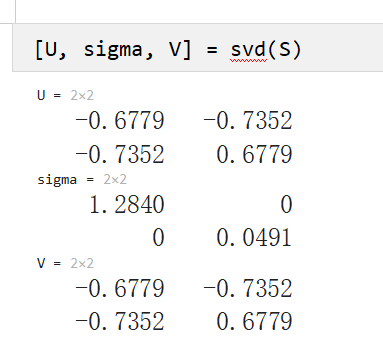 [U, sigma, V] = svd(S)
U = 2×2
-0.6779 -0.7352
-0.7352 0.6779
sigma = 2×2
1.2840 0
0 0.0491
V = 2×2
-0.6779 -0.7352
-0.7352 0.6779